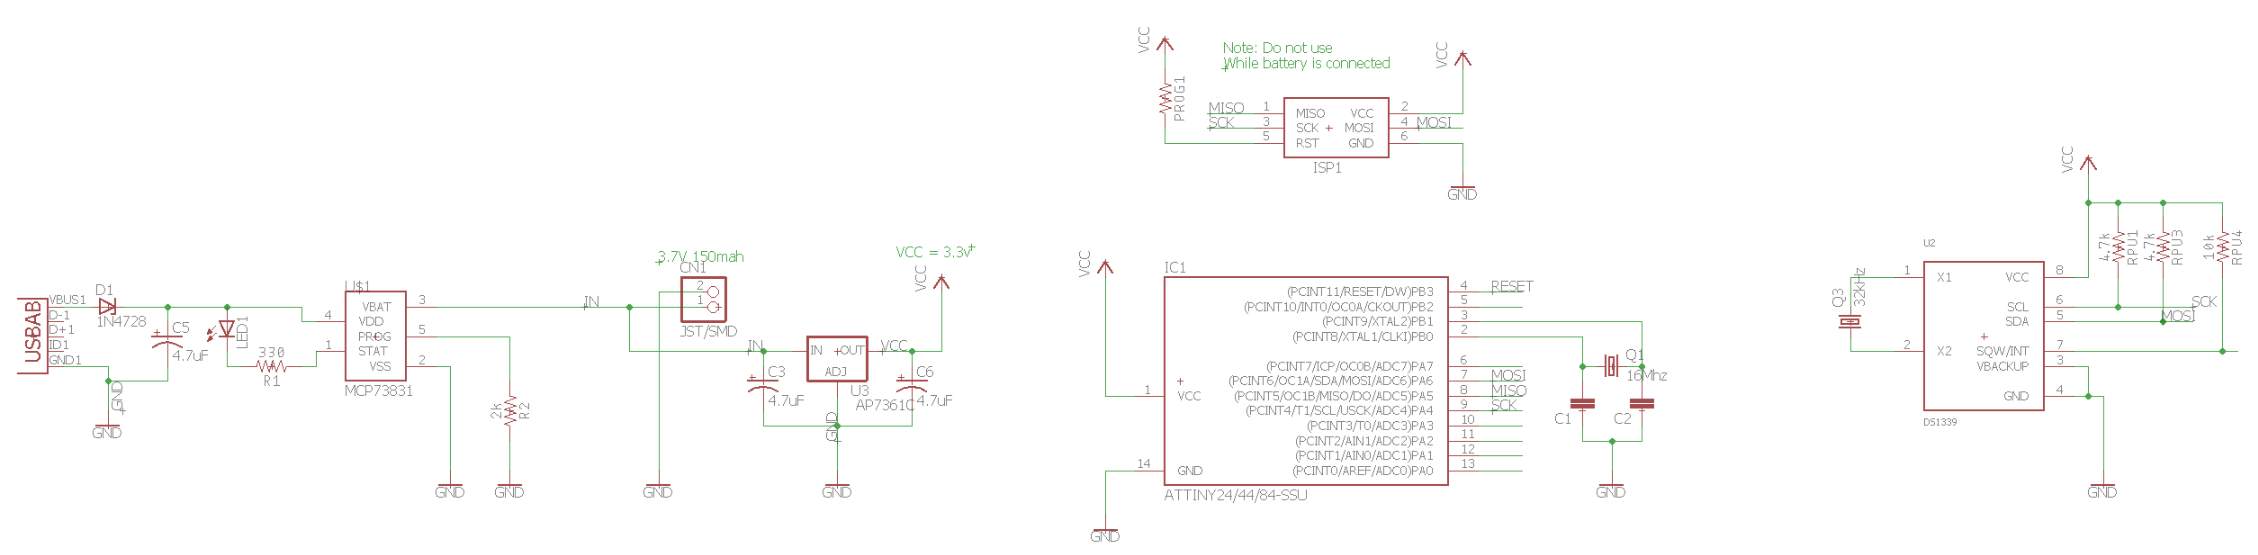 VCC
Note: Do not use
While battery is connected
VCC
PROG1
MISO 1 MISO VCC 2
SCK 3 SCK MOSI 4 MOSI
5 RST GND 6
ISP1
GND
3.7V 150mah
CN1
2
1
JST/SMD
GND
USBAB
VBUS1
D-1
D+1
ID1
GND1
D1
1N4728
C5
4.7uF
GND
GND
LED1
330
R1
U$1
4
1
VBAT 3
VDD
PROG 5
STAT
VSS 2
MCP73831
GND
2k
R2
GND
IN
IN
C3
4.7uF
IN OUT
ADJ
U3
AP7361C
GND
GND
VCC
C6
4.7uF
VCC = 3.3v
VCC
VCC
IC1
(PCINT11/RESET/DW)PB3 4 RESET
(PCINT10/INT0/OC0A/CKOUT)PB2 5
(PCINT9/XTAL2)PB1 3
(PCINT8/XTAL1/CLKI)PB0 2
(PCINT7/ICP/OC0B/ADC7)PA7 6
(PCINT6/OC1A/SDA/MOSI/ADC6)PA6 7 MOSI
1 VCC (PCINT5/OC1B/MISO/DO/ADC5)PA5 8 MISO
(PCINT4/T1/SCL/USCK/ADC4)PA4 9 SCK
(PCINT3/T0/ADC3)PA3 10
(PCINT2/AIN1/ADC2)PA2 11
(PCINT1/AIN0/ADC1)PA1 12
14 GND (PCINT0/AREF/ADC0)PA0 13
ATTINY24/44/84-SSU
GND
Q1
16Mhz
C1
C2
GND
VCC
4.7k
RPU1
4.7k
RPU3
10k
RPU4
U2
Q3
32kHz
1 X1 VCC 8
SCL 6 SCK
SDA 5 MOSI
2 X2 SQW/INT 7
VBACKUP 3
GND 4
DS1339
GND